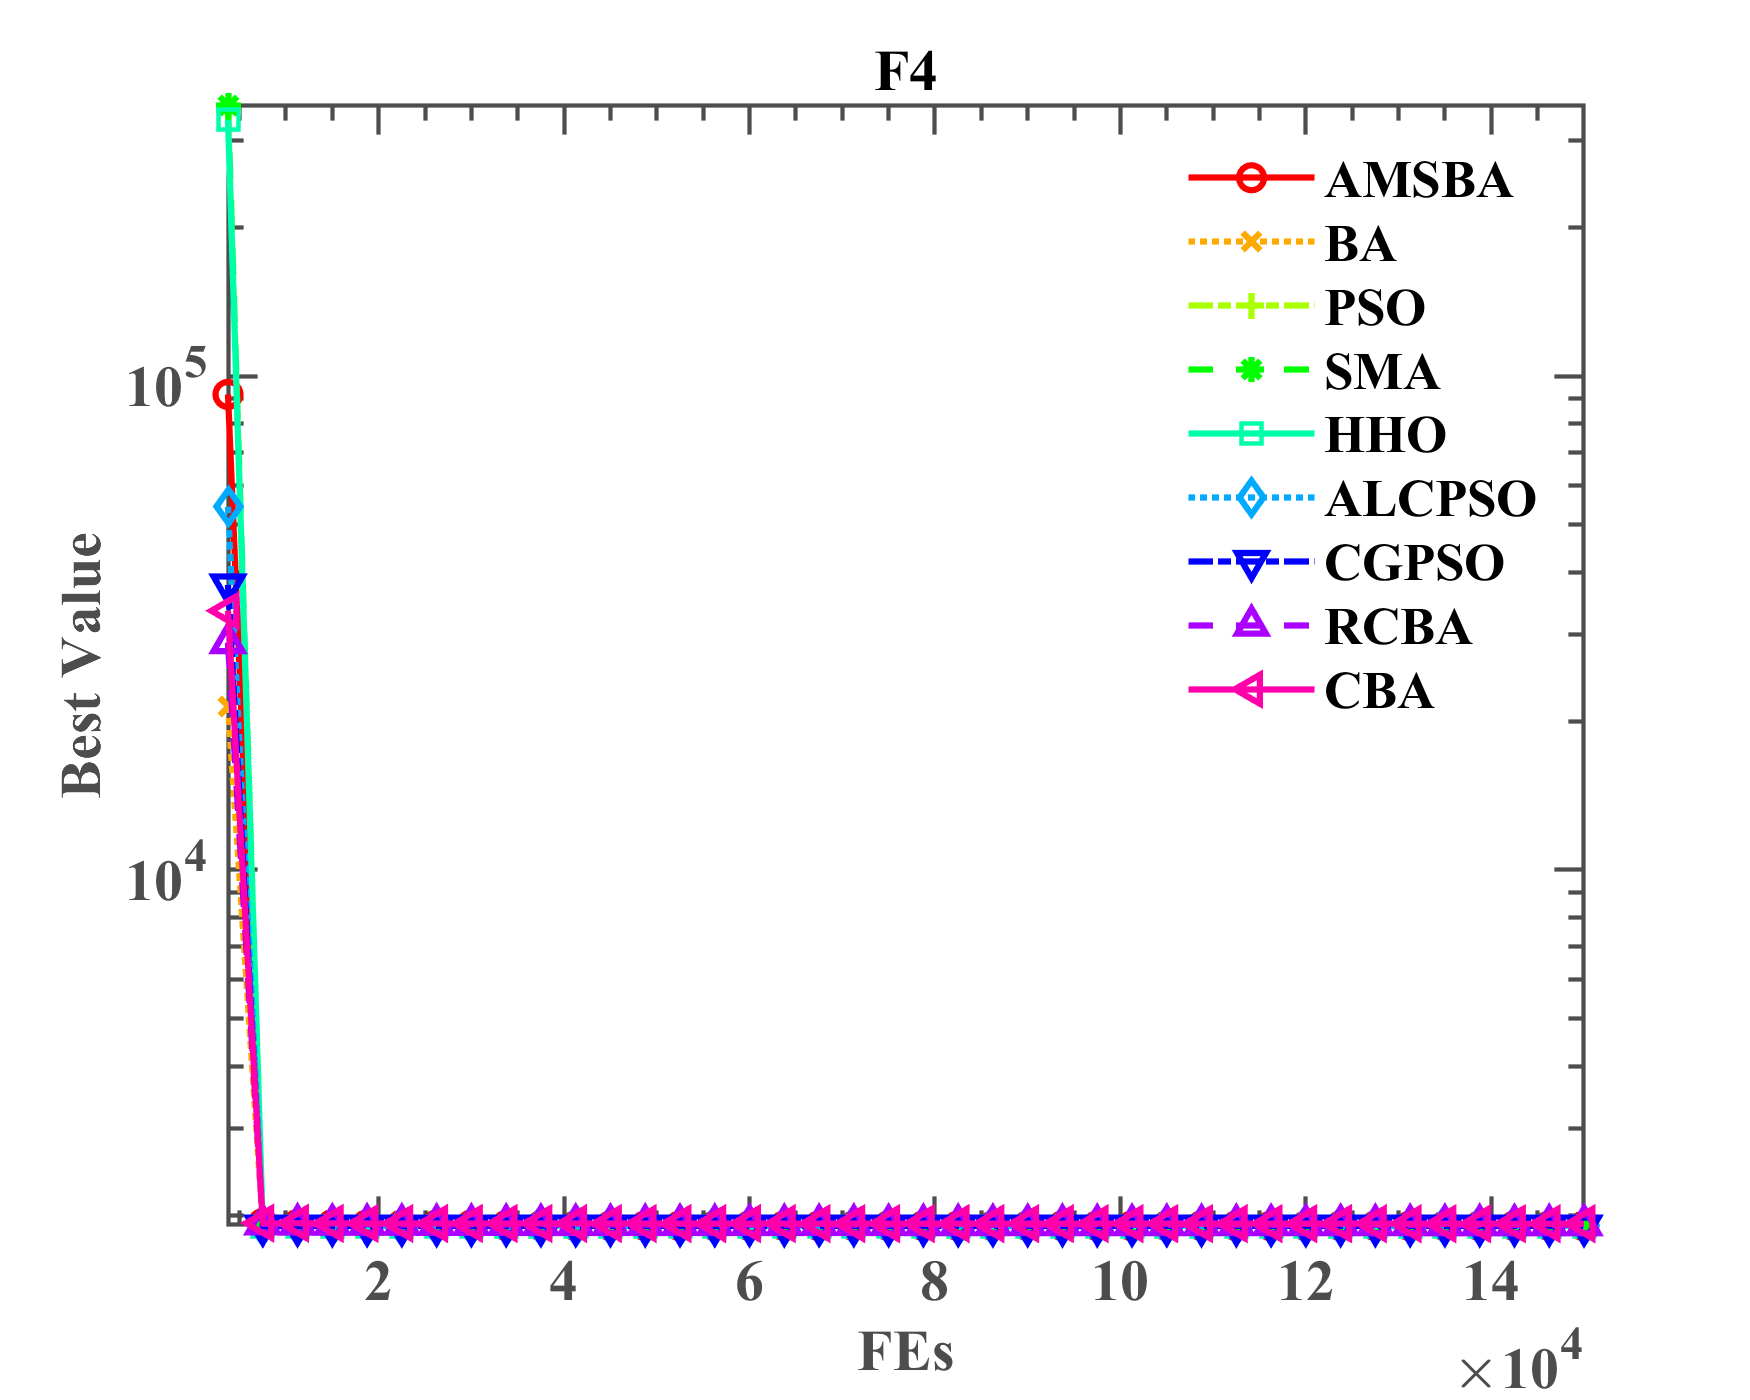 F4
Best Value
10^5
10^4
AMSBA
BA
PSO
SMA
HHO
ALCPSO
CGPSO
RCBA
CBA
2 4 6 8 10 12 14
FEs
×10^4